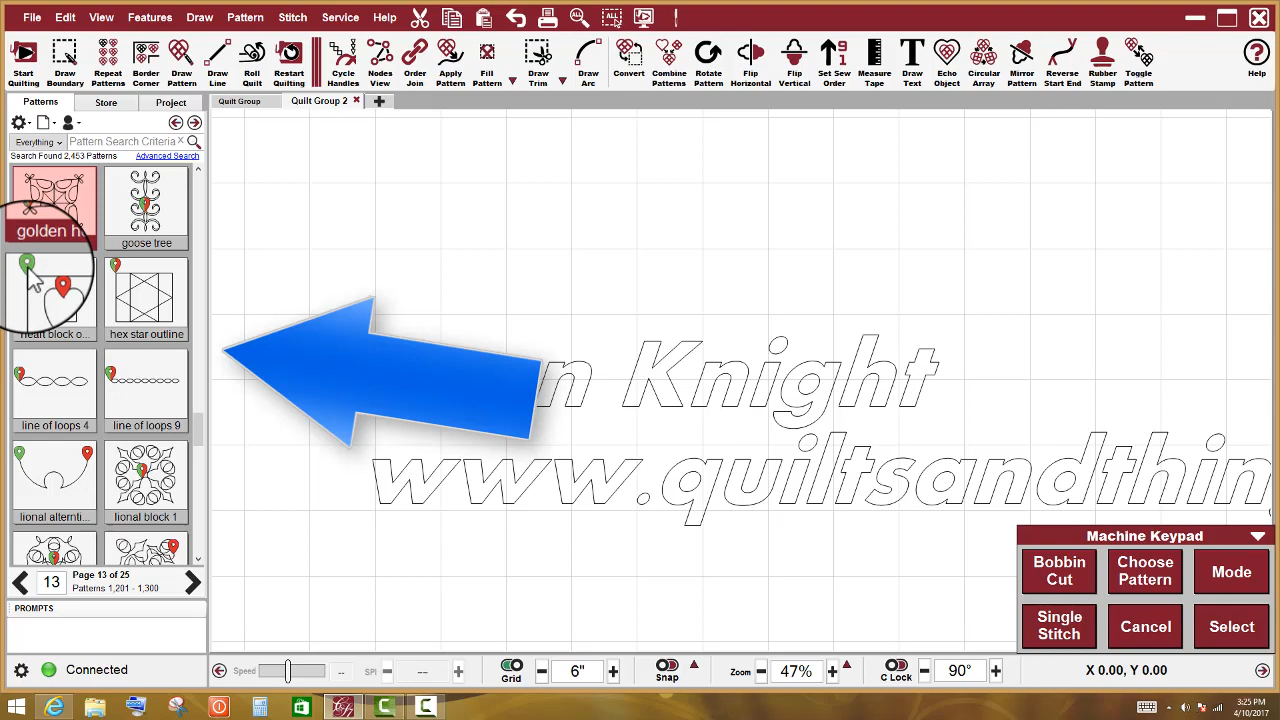 File Edit View Features Draw Pattern Stitch Service Help
Start Quilting
Draw Boundary
Repeat Patterns
Border Corner
Draw Pattern
Draw Line
Roll Quilt
Restart Quilting
Cycle Handles
Nodes View
Order Join
Apply Pattern
Fill Pattern
Draw Trim
Draw Arc
Convert
Combine Patterns
Rotate Pattern
Flip Horizontal
Flip Vertical
Set Sew Order
Measure Tape
Draw Text
Echo Object
Circular Array
Mirror Pattern
Reverse Start End
Rubber Stamp
Toggle Pattern
Help
Patterns Store Project
Quilt Group Quilt Group 2
Everything Pattern Search Criteria
Search Found 2,453 Patterns Advanced Search
golden h
goose tree
heart block o...
hex star outline
line of loops 4
line of loops 9
lional alternti...
lional block 1
13 Page 13 of 25
Patterns 1,201 - 1,300
PROMPTS
Connected
n Knight
www.quiltsandthin
Machine Keypad
Bobbin Cut
Choose Pattern
Mode
Single Stitch
Cancel
Select
Speed -- SPI -- Grid 6" Snap Zoom 47% C Lock 90° X 0.00, Y 0.00
3:25 PM
4/10/2017